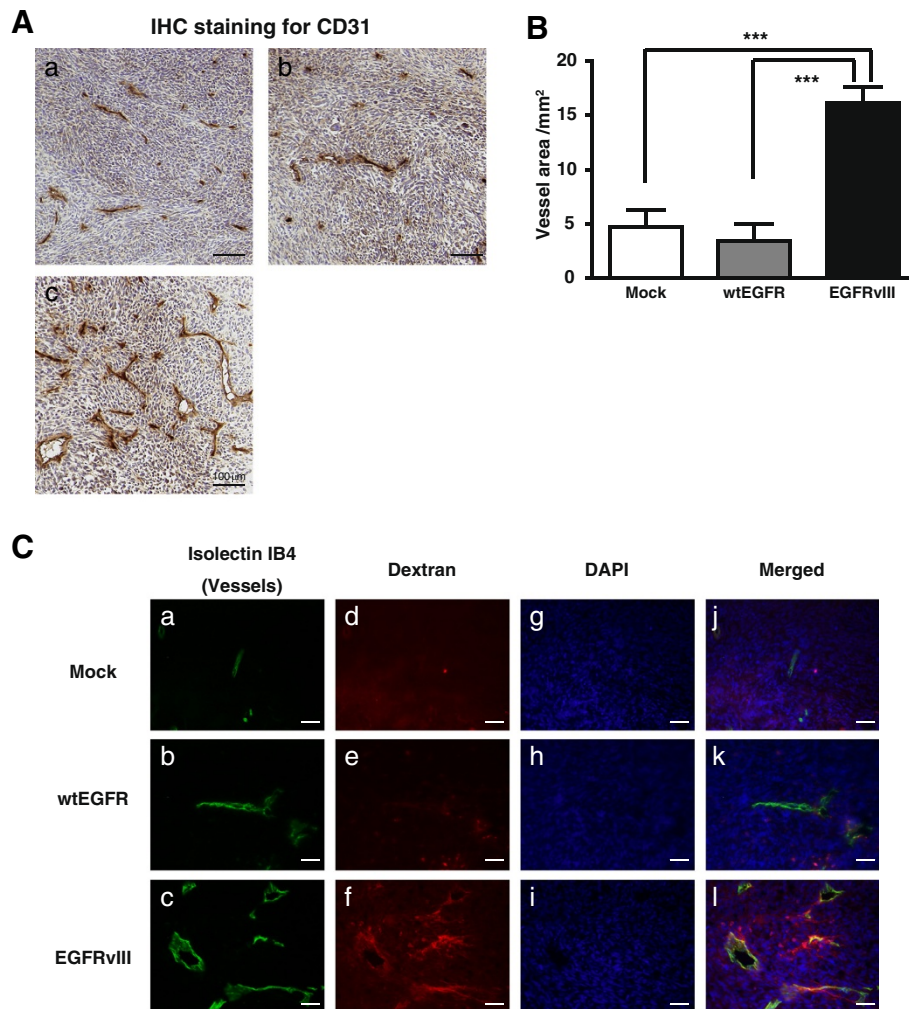 A
IHC staining for CD31
a
b
c
100 μm
B
***
***
Vessel area /mm²
20
15
10
5
0
Mock
wtEGFR
EGFRvIII
C
Isolectin IB4
(Vessels)
Dextran
DAPI
Merged
Mock
a
d
g
j
wtEGFR
b
e
h
k
EGFRvIII
c
f
i
l